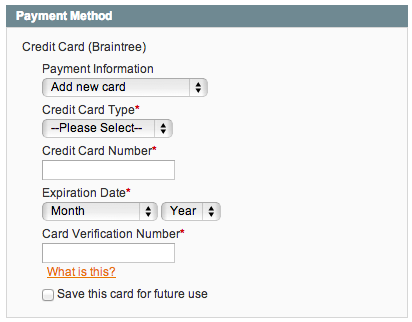 Payment Method
Credit Card (Braintree)
Payment Information
Add new card
Credit Card Type*
--Please Select--
Credit Card Number*
Expiration Date*
Month Year
Card Verification Number*
What is this?
Save this card for future use